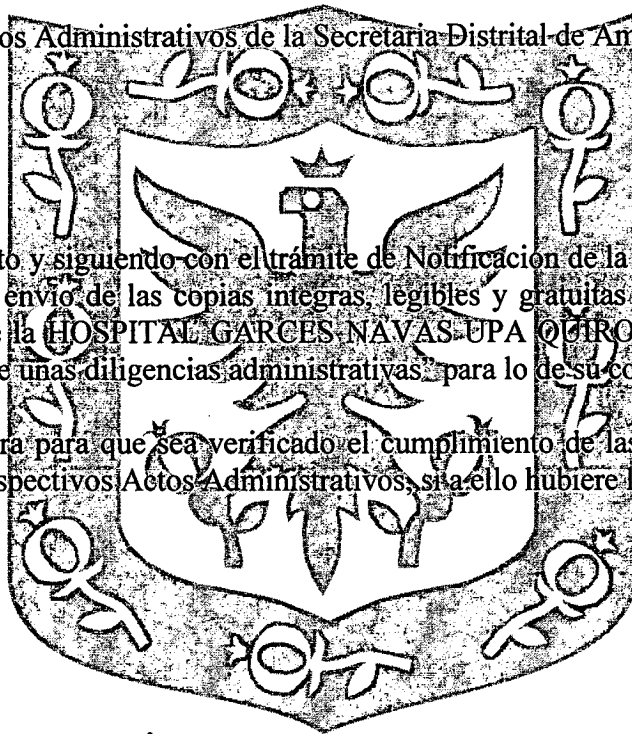 os Administrativos de la Secretaria Distrital de Am
to y siguiendo con el trámite de Notificación de la
envío de las copias integras, legibles y gratuitas
e la HOSPITAL GARCES NAVAS UPA QUIRO
e unas diligencias administrativas" para lo de su co
ra para que sea verificado el cumplimiento de las
spectivos Actos Administrativos, si a ello hubiere l